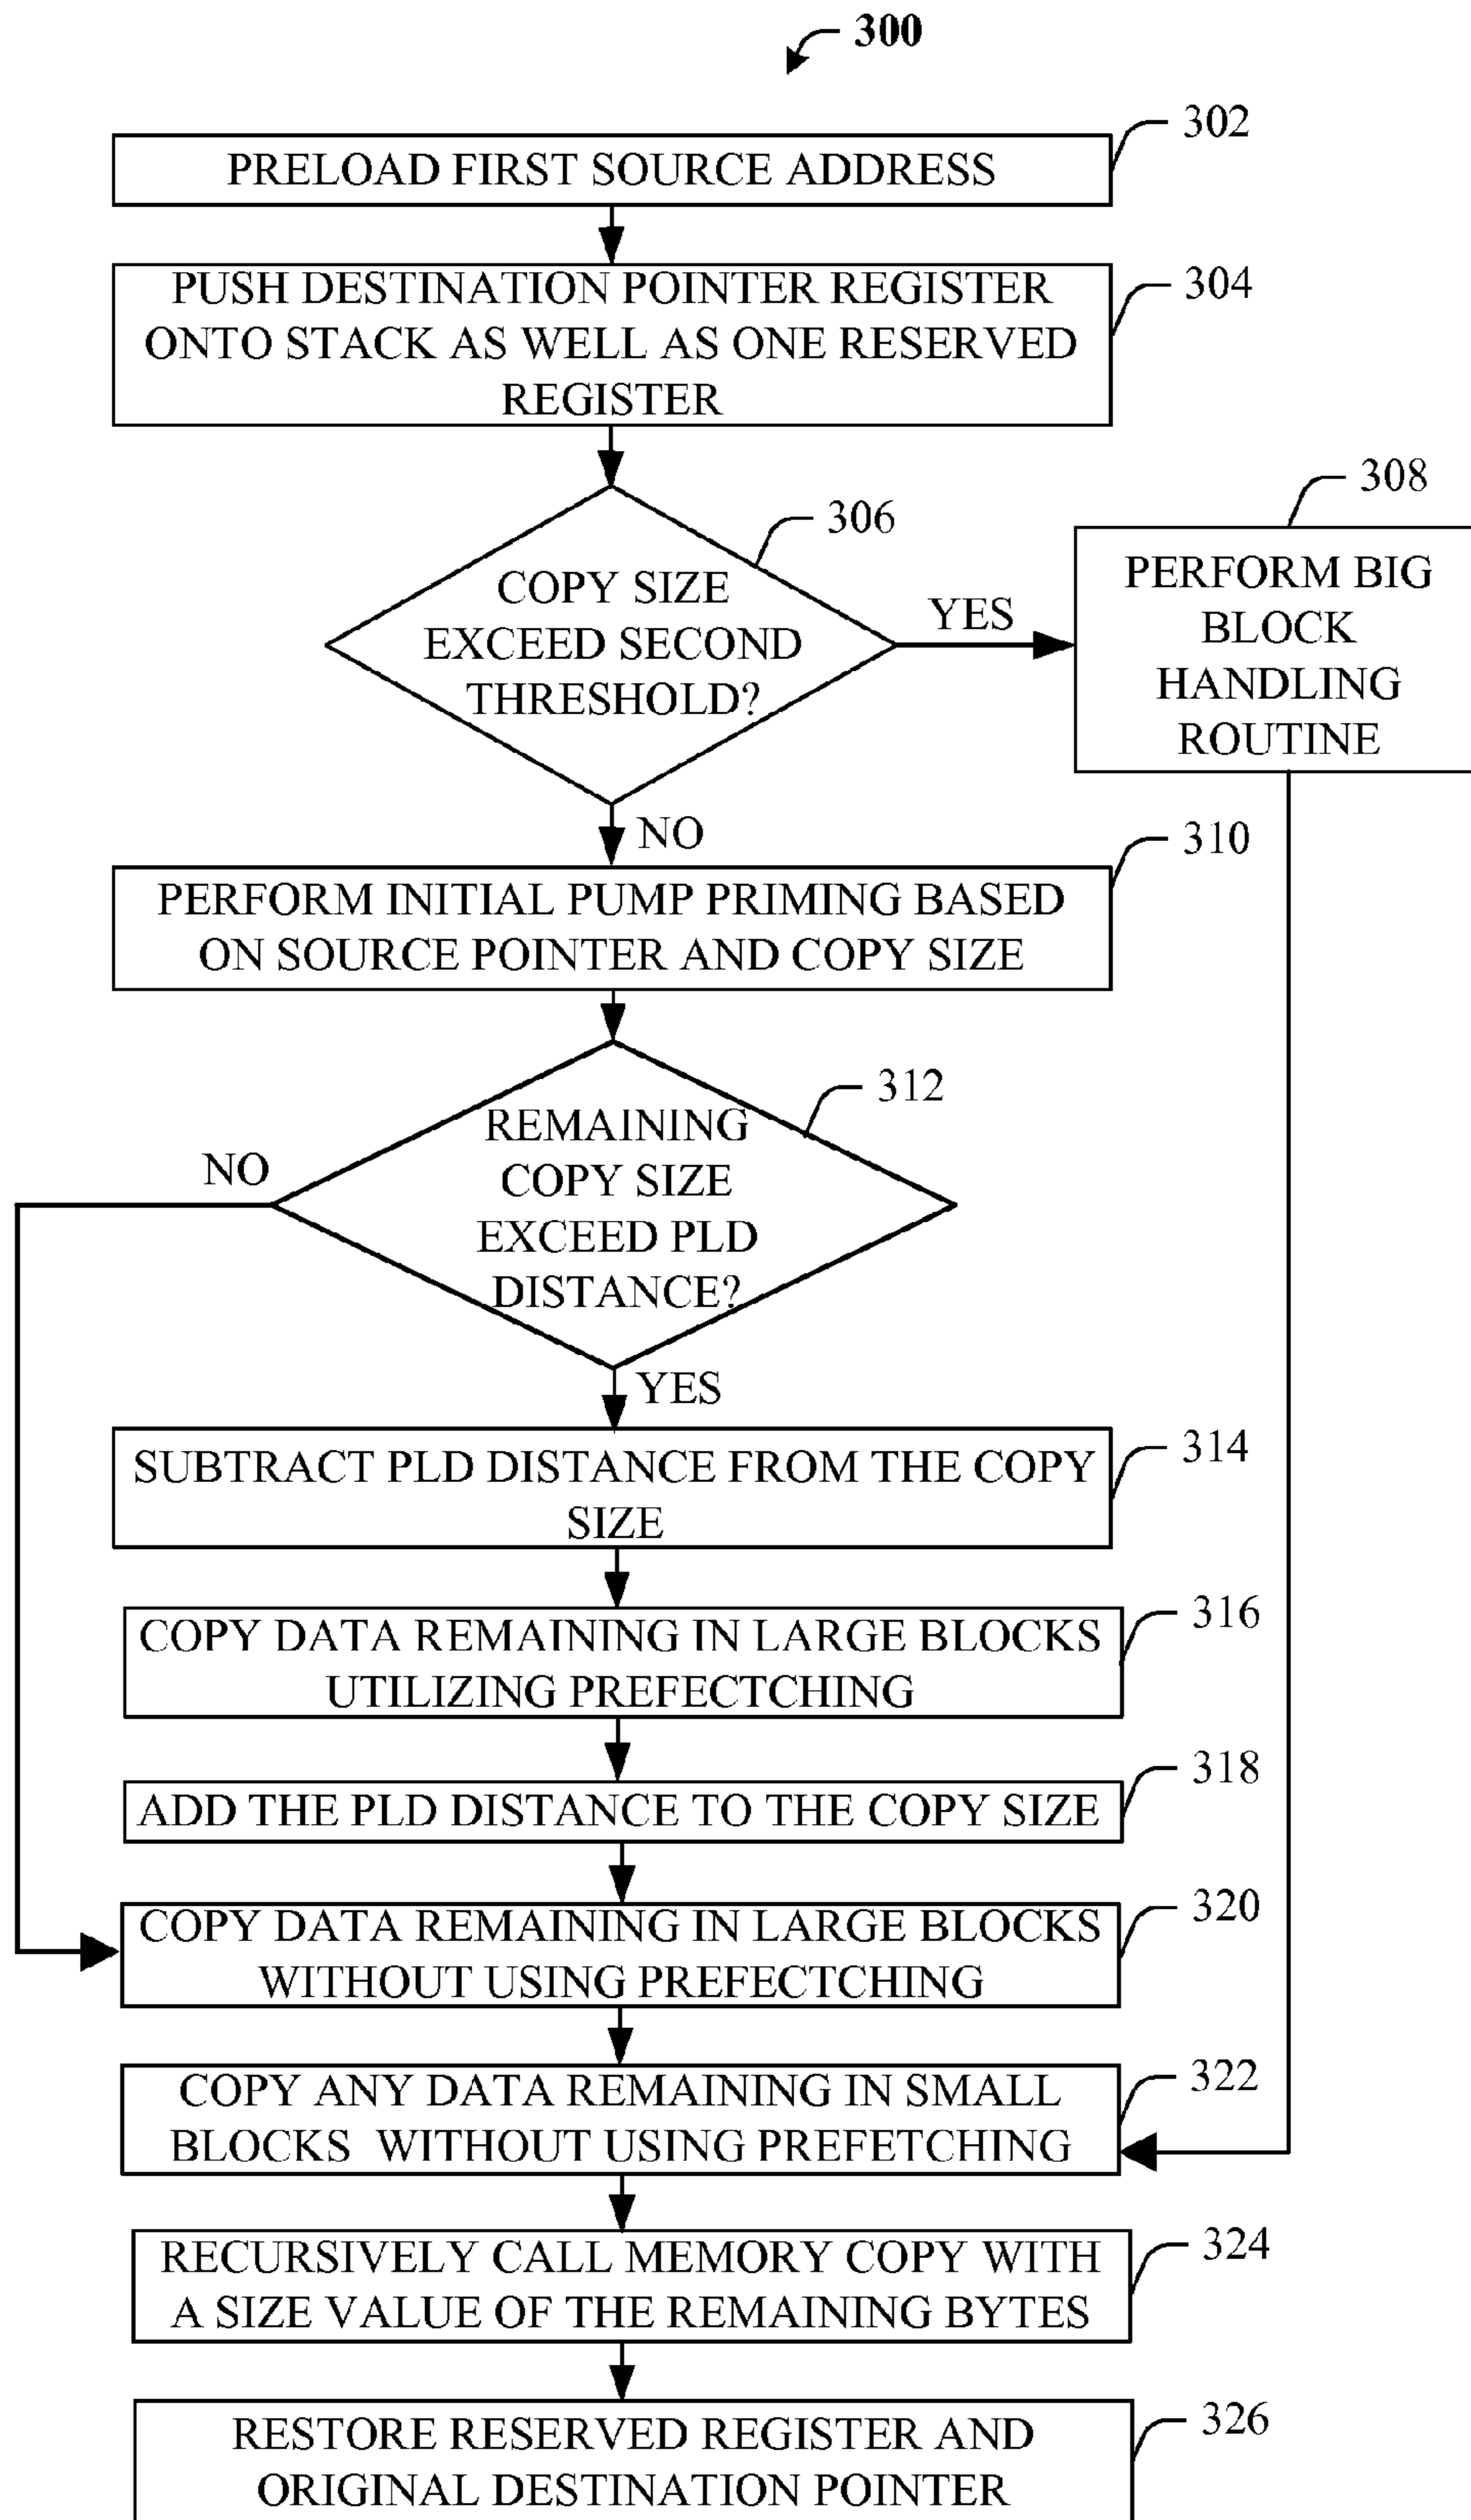 300
302
PRELOAD FIRST SOURCE ADDRESS
304
PUSH DESTINATION POINTER REGISTER
ONTO STACK AS WELL AS ONE RESERVED
REGISTER
306
308
COPY SIZE
EXCEED SECOND
THRESHOLD?
YES
PERFORM BIG
BLOCK
HANDLING
ROUTINE
NO
310
PERFORM INITIAL PUMP PRIMING BASED
ON SOURCE POINTER AND COPY SIZE
312
REMAINING
COPY SIZE
EXCEED PLD
DISTANCE?
NO
YES
314
SUBTRACT PLD DISTANCE FROM THE COPY
SIZE
316
COPY DATA REMAINING IN LARGE BLOCKS
UTILIZING PREFECTCHING
318
ADD THE PLD DISTANCE TO THE COPY SIZE
320
COPY DATA REMAINING IN LARGE BLOCKS
WITHOUT USING PREFECTCHING
322
COPY ANY DATA REMAINING IN SMALL
BLOCKS WITHOUT USING PREFETCHING
324
RECURSIVELY CALL MEMORY COPY WITH
A SIZE VALUE OF THE REMAINING BYTES
326
RESTORE RESERVED REGISTER AND
ORIGINAL DESTINATION POINTER